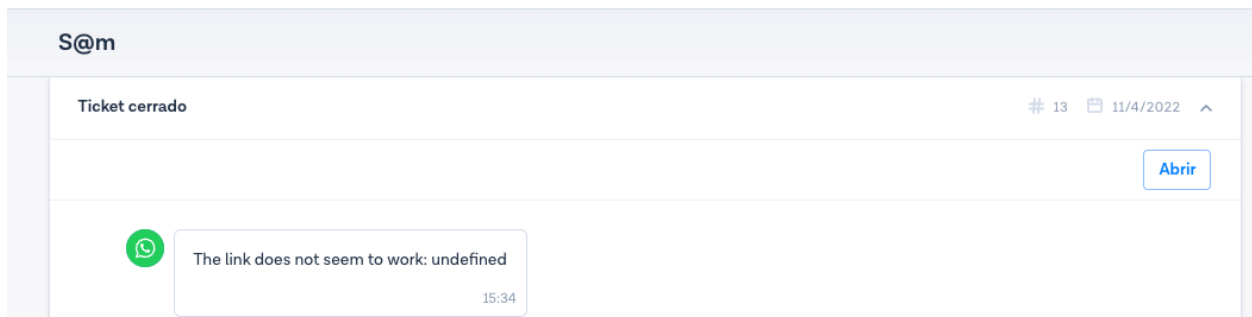 S@m
Ticket cerrado
# 13 11/4/2022
Abrir
The link does not seem to work: undefined
15:34